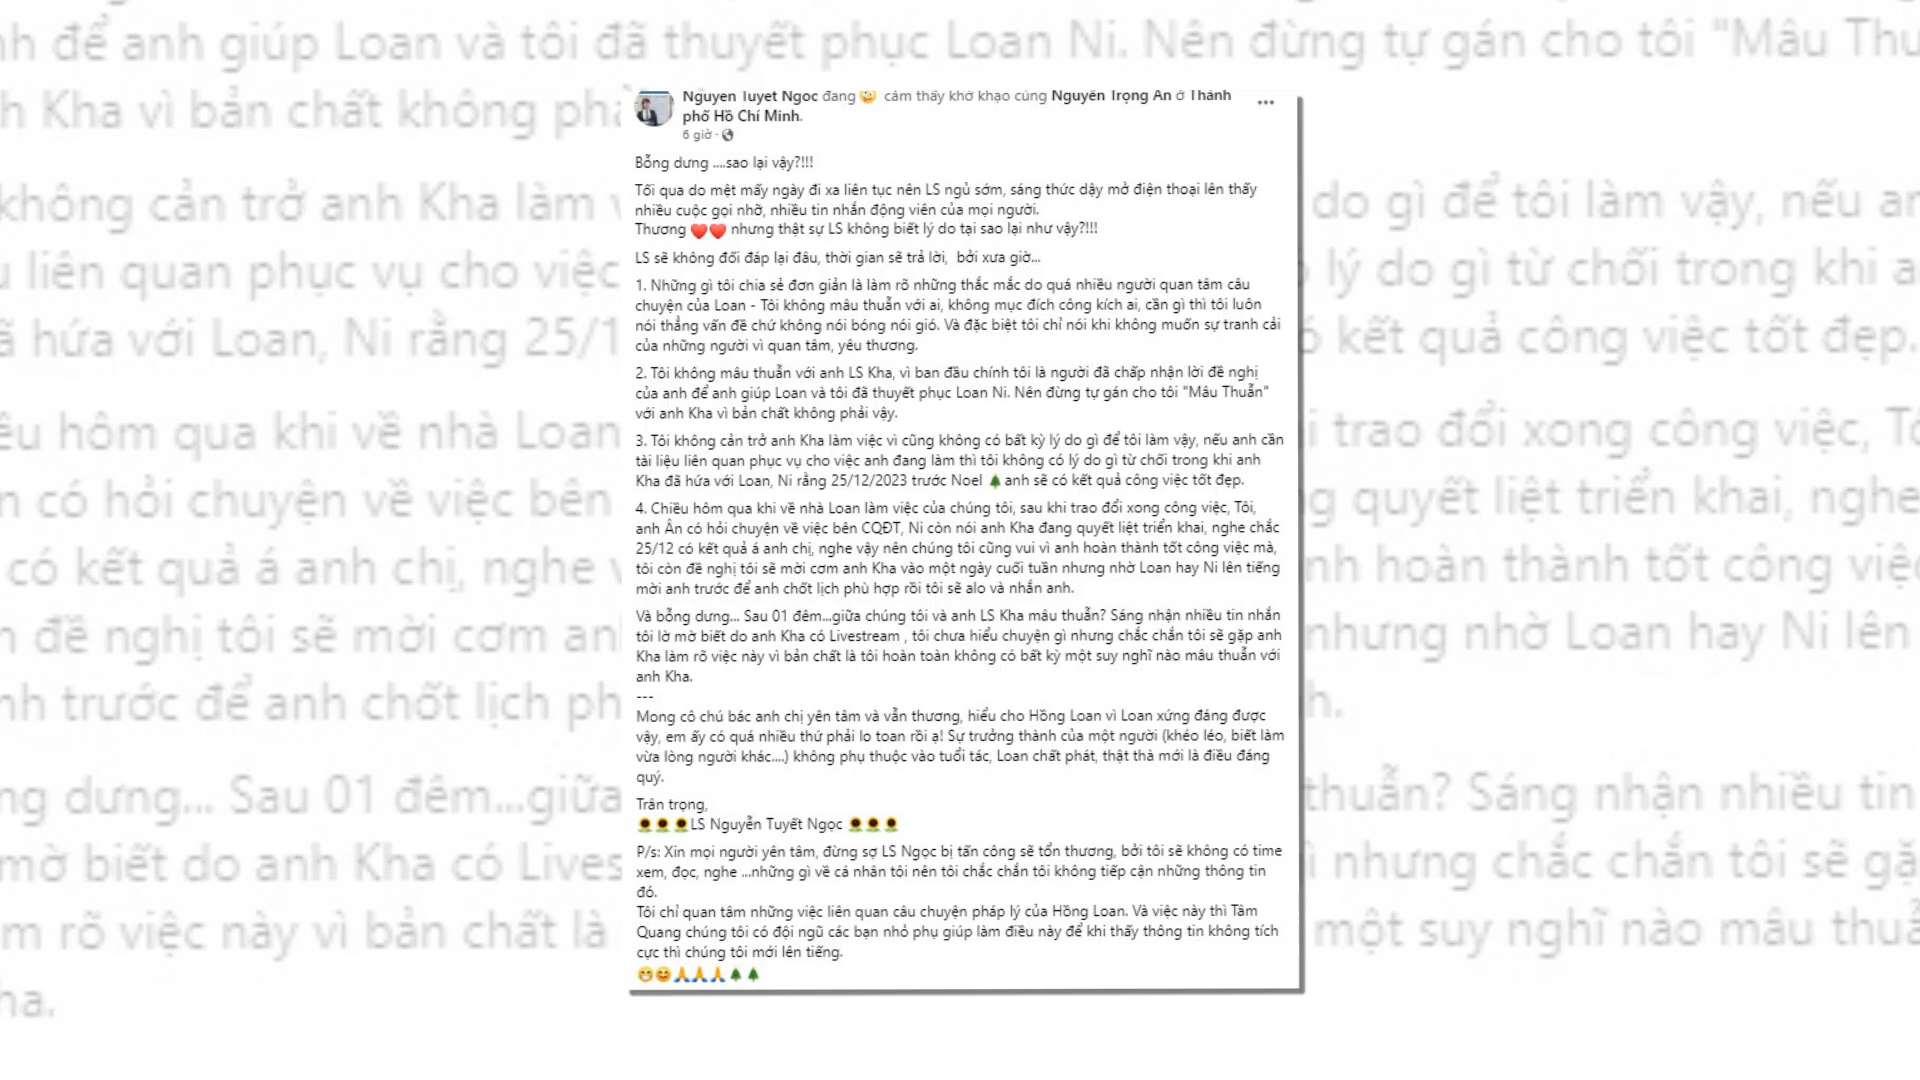 Nguyen Tuyet Ngoc đang 🤪 cảm thấy khờ khạo cùng Nguyễn Trọng Ân ở Thành
phố Hồ Chí Minh.
6 giờ ·
Bỗng dưng ....sao lại vậy?!!!
Tối qua do mệt mấy ngày đi xa liên tục nên LS ngủ sớm, sáng thức dậy mở điện thoại lên thấy
nhiều cuộc gọi nhỡ, nhiều tin nhắn động viên của mọi người.
Thương ❤️❤️ nhưng thật sự LS không biết lý do tại sao lại như vậy?!!!
LS sẽ không đối đáp lại đâu, thời gian sẽ trả lời, bởi xưa giờ...
1. Những gì tôi chia sẻ đơn giản là làm rõ những thắc mắc do quá nhiều người quan tâm câu
chuyện của Loan - Tôi không mâu thuẫn với ai, không mục đích công kích ai, cần gì thì tôi luôn
nói thẳng vấn đề chứ không nói bóng nói gió. Và đặc biệt tôi chỉ nói khi không muốn sự tranh cải
của những người vì quan tâm, yêu thương.
2. Tôi không mâu thuẫn với anh LS Kha, vì ban đầu chính tôi là người đã chấp nhận lời đề nghị
của anh để anh giúp Loan và tôi đã thuyết phục Loan Ni. Nên đừng tự gán cho tôi "Mâu Thuẫn"
với anh Kha vì bản chất không phải vậy.
3. Tôi không cản trở anh Kha làm việc vì cũng không có bất kỳ lý do gì để tôi làm vậy, nếu anh cần
tài liệu liên quan phục vụ cho việc anh đang làm thì tôi không có lý do gì từ chối trong khi anh
Kha đã hứa với Loan, Ni rằng 25/12/2023 trước Noel 🌲anh sẽ có kết quả công việc tốt đẹp.
4. Chiều hôm qua khi về nhà Loan làm việc của chúng tôi, sau khi trao đổi xong công việc, Tôi,
anh Ân có hỏi chuyện về việc bên CQĐT, Ni còn nói anh Kha đang quyết liệt triển khai, nghe chắc
25/12 có kết quả á anh chị, nghe vậy nên chúng tôi cũng vui vì anh hoàn thành tốt công việc mà,
tôi còn đề nghị tôi sẽ mời cơm anh Kha vào một ngày cuối tuần nhưng nhờ Loan hay Ni lên tiếng
mời anh trước để anh chốt lịch phù hợp rồi tôi sẽ alo và nhắn anh.
Và bỗng dưng... Sau 01 đêm...giữa chúng tôi và anh LS Kha mâu thuẫn? Sáng nhận nhiều tin nhắn
tôi lờ mờ biết do anh Kha có Livestream , tôi chưa hiểu chuyện gì nhưng chắc chắn tôi sẽ gặp anh
Kha làm rõ việc này vì bản chất là tôi hoàn toàn không có bất kỳ một suy nghĩ nào mâu thuẫn với
anh Kha.
---
Mong cô chú bác anh chị yên tâm và vẫn thương, hiểu cho Hồng Loan vì Loan xứng đáng được
vậy, em ấy có quá nhiều thứ phải lo toan rồi ạ! Sự trưởng thành của một người (khéo léo, biết làm
vừa lòng người khác....) không phụ thuộc vào tuổi tác, Loan chất phát, thật thà mới là điều đáng
quý.
Trân trọng,
🌻🌻🌻LS Nguyễn Tuyết Ngọc 🌻🌻🌻
P/s: Xin mọi người yên tâm, đừng sợ LS Ngọc bị tấn công sẽ tổn thương, bởi tôi sẽ không có time
xem, đọc, nghe ...những gì về cá nhân tôi nên tôi chắc chắn tôi không tiếp cận những thông tin
đó.
Tôi chỉ quan tâm những việc liên quan câu chuyện pháp lý của Hồng Loan. Và việc này thì Tâm
Quang chúng tôi có đội ngũ các bạn nhỏ phụ giúp làm điều này để khi thấy thông tin không tích
cực thì chúng tôi mới lên tiếng.
😁😊🙏🙏🙏🌲🌲